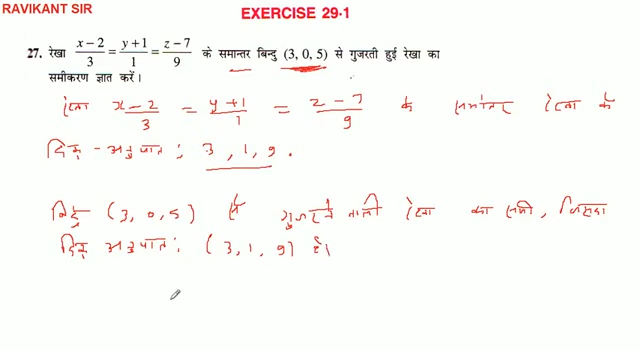 RAVIKANT SIR
EXERCISE 29·1
27. रेखा (x−2)/3 = (y+1)/1 = (z−7)/9 के समान्तर बिन्दु (3, 0, 5) से गुजरती हुई रेखा का
समीकरण ज्ञात करें।
रेखा (x−2)/3 = (y+1)/1 = (z−7)/9 के समांतर रेखा के
दिक्-अनुपात : 3, 1, 9.
बिंदु (3, 0, 5) से गुजरने वाली रेखा का समी, जिसका
दिक् अनुपात : (3, 1, 9) है।